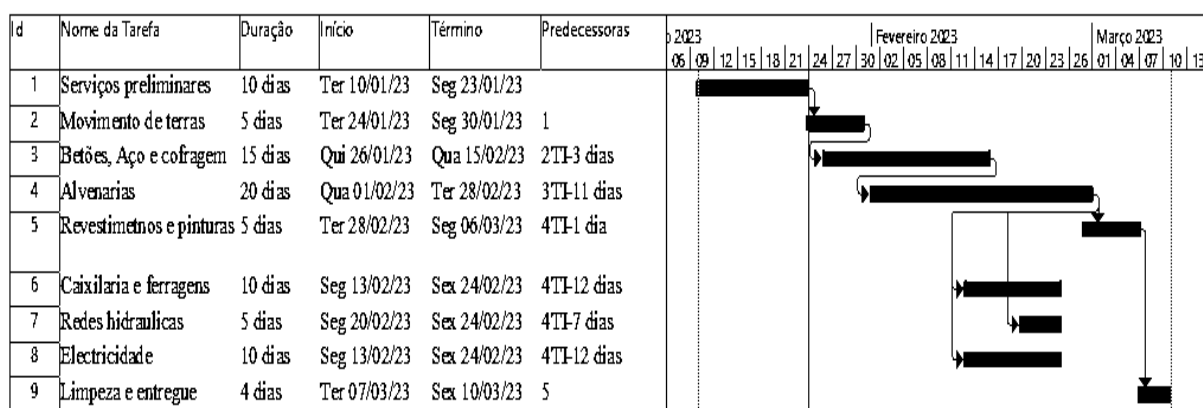 Id Nome da Tarefa Duração Início Término Predecessoras o 2023 Fevereiro 2023 Março 2023
06 09 12 15 18 21 24 27 30 02 05 08 11 14 17 20 23 26 01 04 07 10 13
1 Serviços preliminares 10 dias Ter 10/01/23 Seg 23/01/23
2 Movimento de terras 5 dias Ter 24/01/23 Seg 30/01/23 1
3 Betões, Aço e cofragem 15 dias Qui 26/01/23 Qua 15/02/23 2TI-3 dias
4 Alvenarias 20 dias Qua 01/02/23 Ter 28/02/23 3TI-11 dias
5 Revestimetnos e pinturas 5 dias Ter 28/02/23 Seg 06/03/23 4TI-1 dia
6 Caixilaria e ferragens 10 dias Seg 13/02/23 Sex 24/02/23 4TI-12 dias
7 Redes hidraulicas 5 dias Seg 20/02/23 Sex 24/02/23 4TI-7 dias
8 Electricidade 10 dias Seg 13/02/23 Sex 24/02/23 4TI-12 dias
9 Limpeza e entregue 4 dias Ter 07/03/23 Sex 10/03/23 5